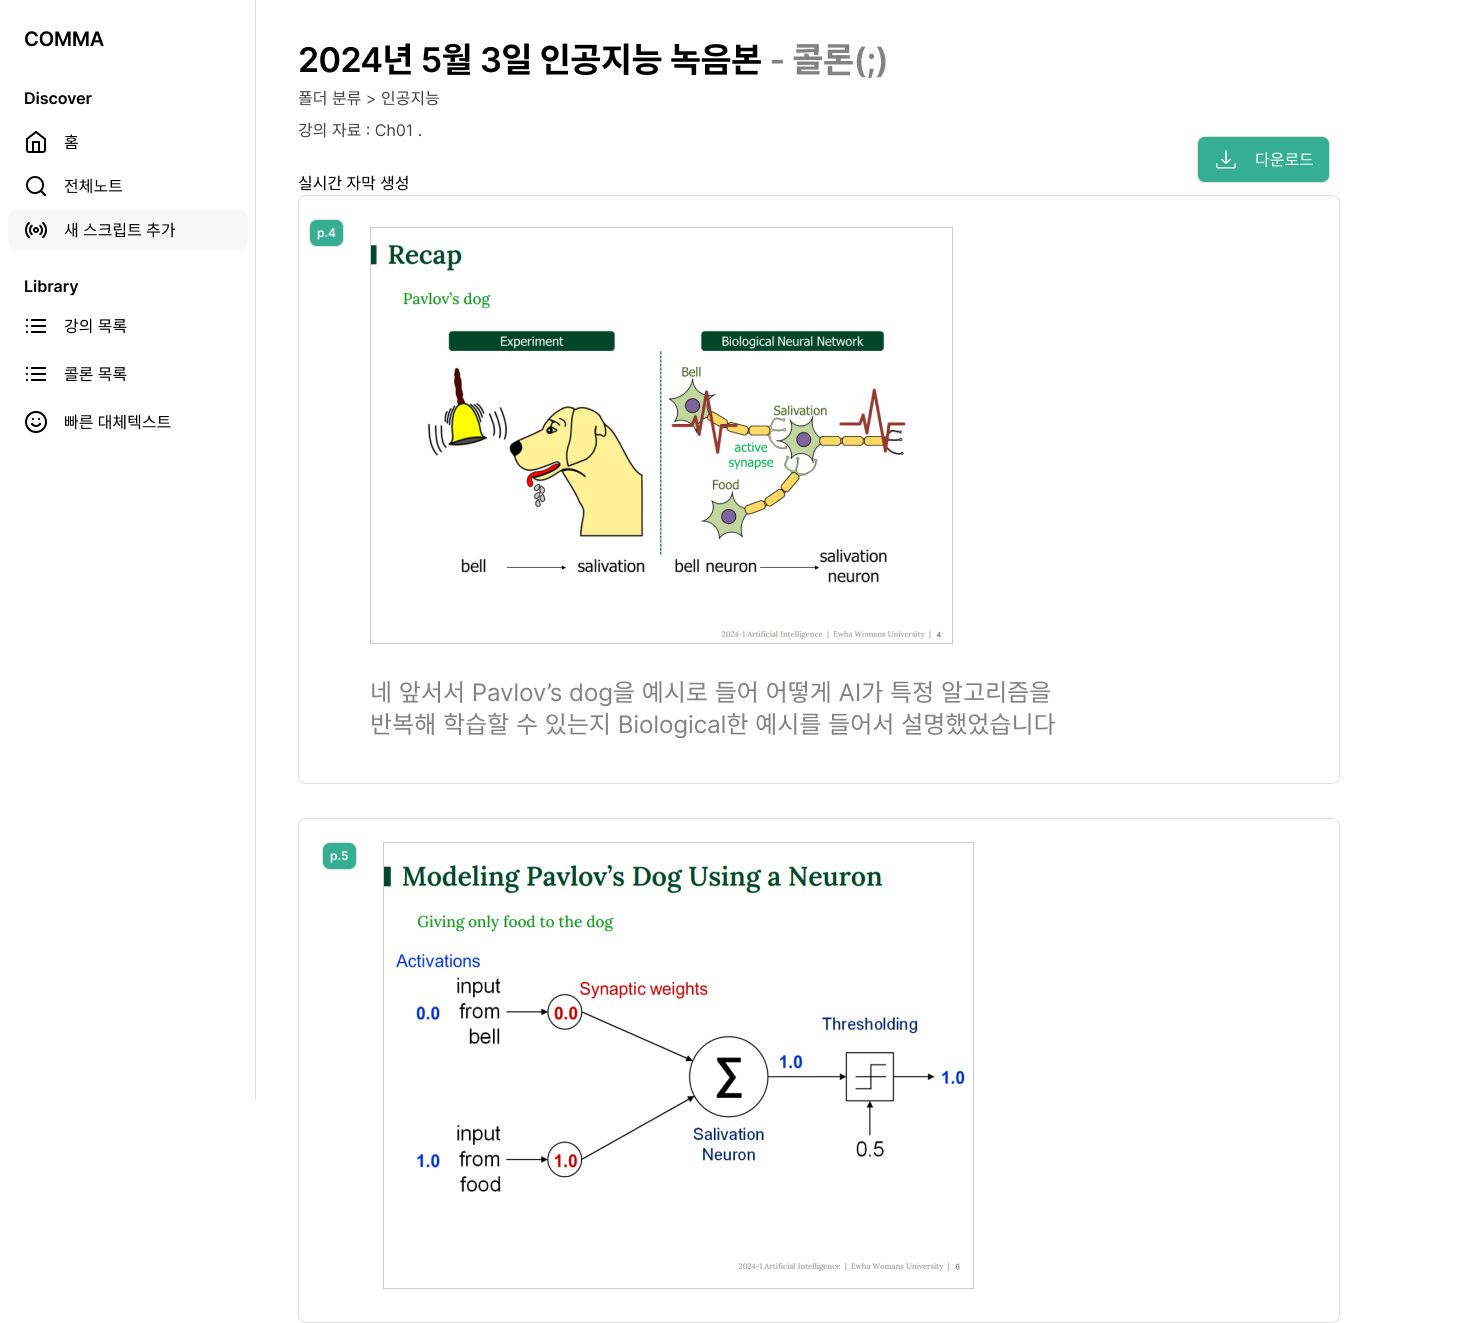 COMMA
Discover
홈
전체노트
새 스크립트 추가
Library
강의 목록
콜론 목록
빠른 대체텍스트
2024년 5월 3일 인공지능 녹음본 - 콜론(;)
폴더 분류 > 인공지능
강의 자료 : Ch01 .
다운로드
실시간 자막 생성
p.4
Recap
Pavlov's dog
Experiment
Biological Neural Network
Bell
Salivation
active
synapse
Food
bell
salivation
bell neuron
salivation
neuron
2024-1 Artificial Intelligence | Ewha Womans University | 4
네 앞서서 Pavlov's dog을 예시로 들어 어떻게 AI가 특정 알고리즘을
반복해 학습할 수 있는지 Biological한 예시를 들어서 설명했었습니다
p.5
Modeling Pavlov's Dog Using a Neuron
Giving only food to the dog
Activations
Synaptic weights
0.0
input
from
bell
0.0
Thresholding
Σ
1.0
1.0
Salivation
Neuron
0.5
1.0
input
from
food
1.0
2024-1 Artificial Intelligence | Ewha Womans University | 6